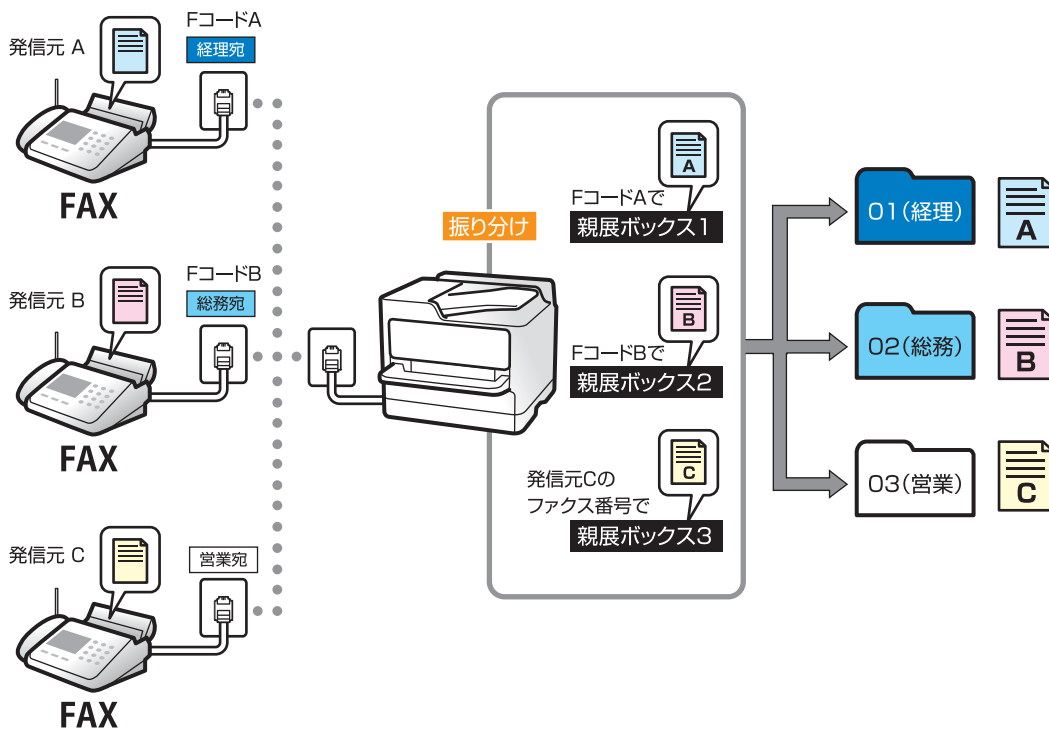 発信元 A
FコードA
経理宛
FAX
発信元 B
FコードB
総務宛
FAX
発信元 C
営業宛
FAX
振り分け
A
FコードAで
親展ボックス1
B
FコードBで
親展ボックス2
C
発信元Cの
ファクス番号で
親展ボックス3
01(経理)
A
02(総務)
B
03(営業)
C